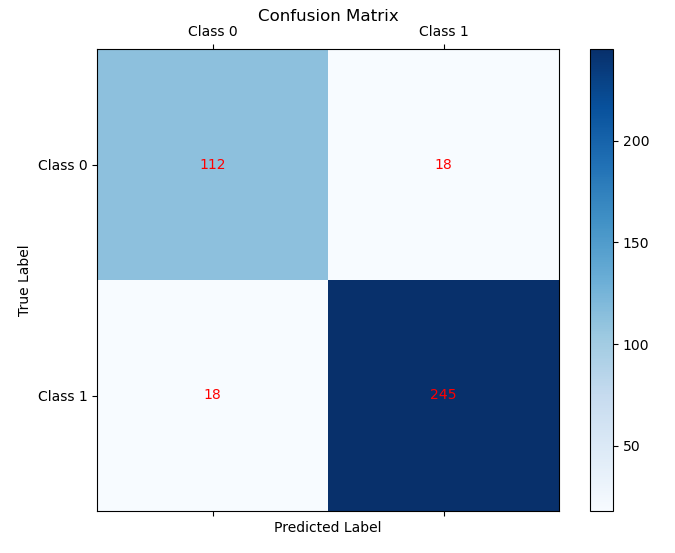 Confusion Matrix
Class 0 Class 1
Class 0 112 18
Class 1 18 245
True Label
Predicted Label
200
150
100
50